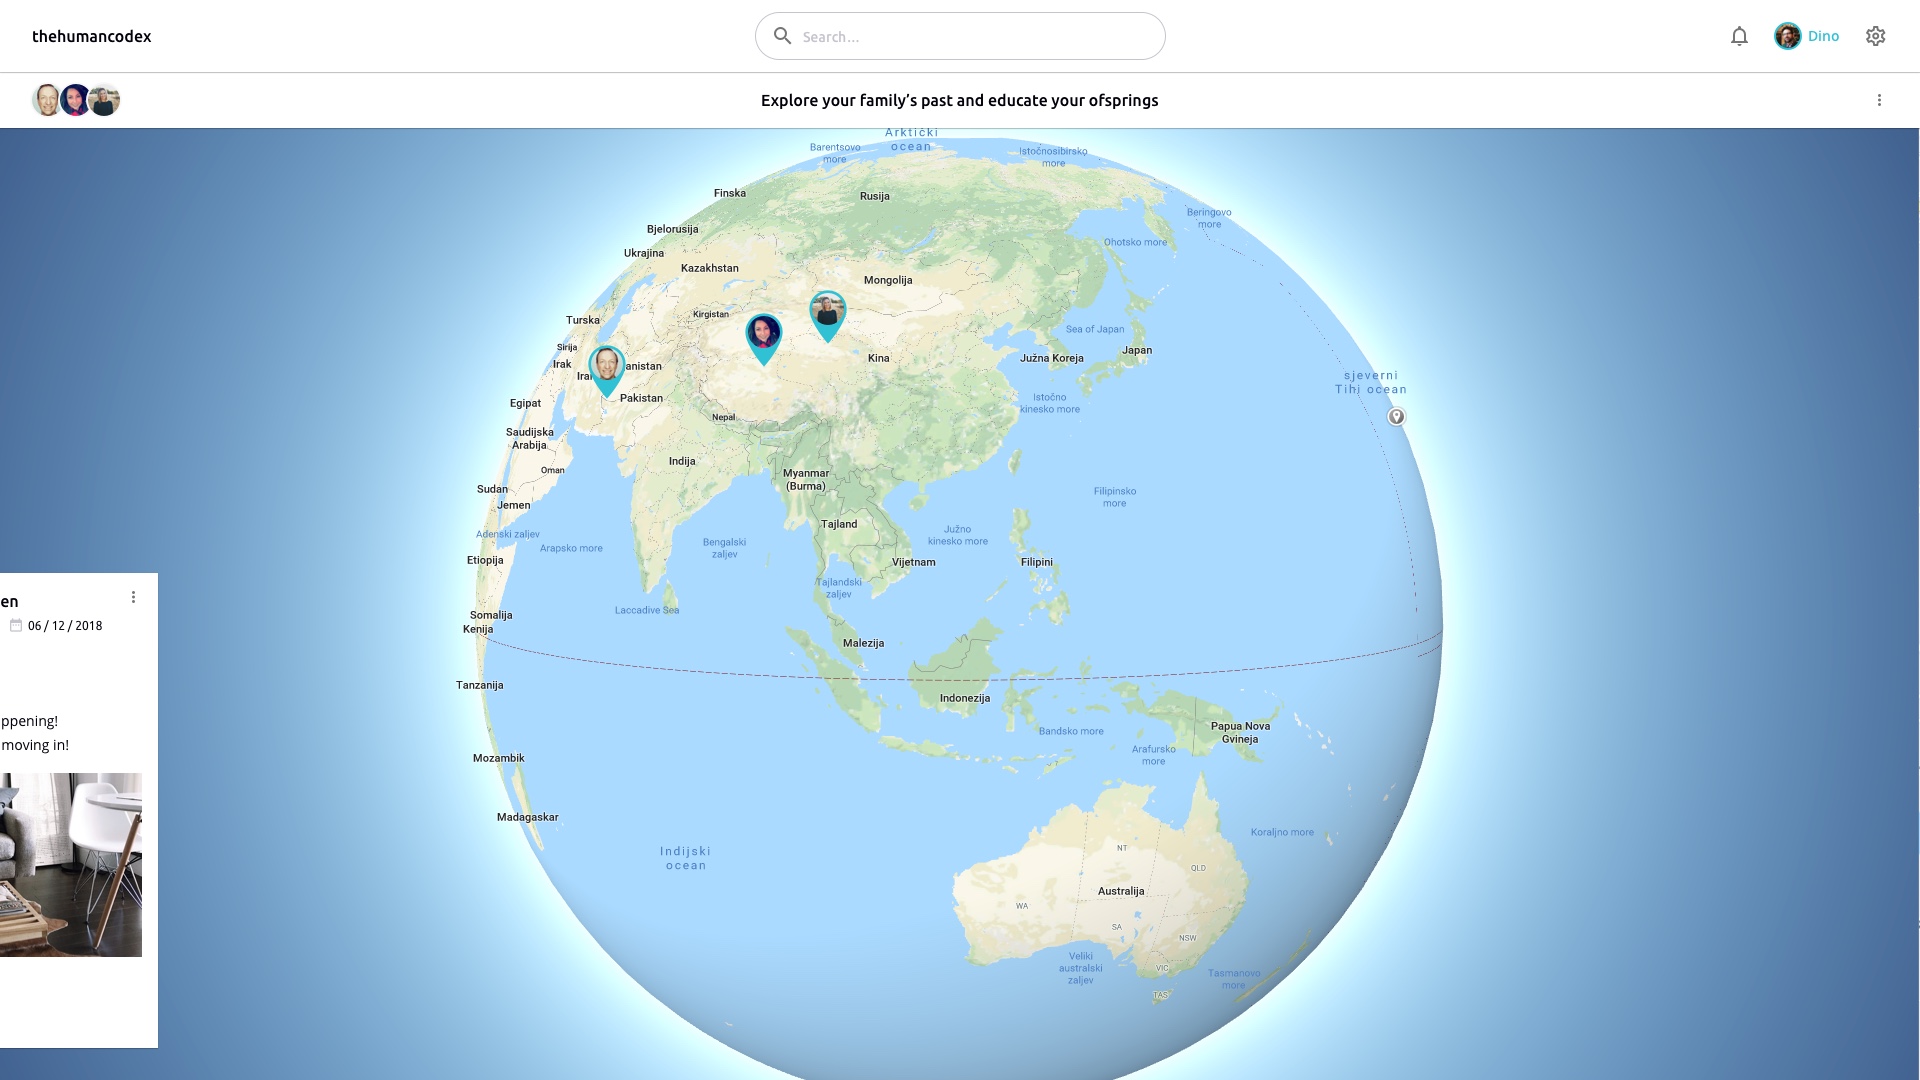 thehumancodex
Search...
Dino
Explore your family's past and educate your ofsprings
Arktički
ocean
Barentsovo
more
Istočnosibirsko
more
Finska
Rusija
Beringovo
more
Bjelorusija
Ohotsko more
Ukrajina
Kazakhstan
Mongolija
Kirgistan
Turska
Sea of Japan
Sirija
Japan
Kina
Južna Koreja
Irak
anistan
Iran
sjeverni
Tihi ocean
Pakistan
Istočno
kinesko more
Egipat
Nepal
Saudijska
Arabija
Indija
Oman
Myanmar
(Burma)
Sudan
Filipinsko
more
Jemen
Tajland
Adenski zaljev
Južno
kinesko more
Arapsko more
Bengalski
zaljev
Etiopija
Vijetnam
Filipini
Tajlandski
zaljev
en
06 / 12 / 2018
Laccadive Sea
Somalija
Kenija
Malezija
Tanzanija
Indonezija
ppening!
moving in!
Bandsko more
Papua Nova
Gvineja
Arafursko
more
Mozambik
Madagaskar
Koraljno more
Indijski
ocean
NT
QLD
Australija
WA
SA
NSW
Veliki
australski
zaljev
VIC
Tasmanovo
more
TAS